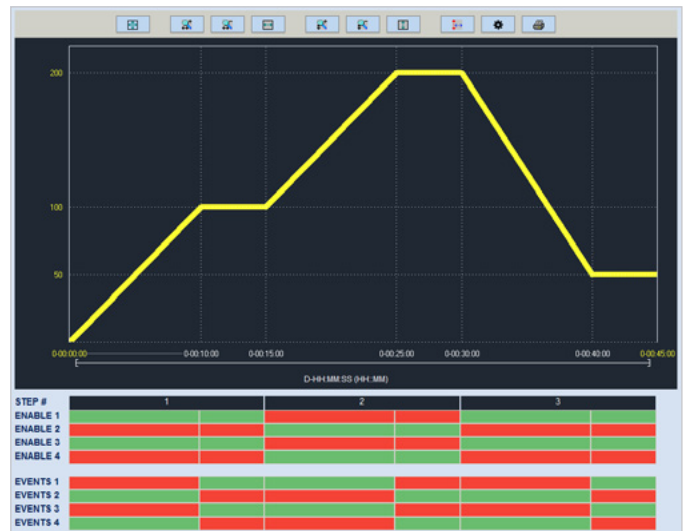 200
100
50
0-00:00:00 0-00:10:00 0-00:15:00 0-00:25:00 0-00:30:00 0-00:40:00 0-00:45:00
D-HH:MM:SS (HH::MM)
STEP # 1 2 3
ENABLE 1
ENABLE 2
ENABLE 3
ENABLE 4
EVENTS 1
EVENTS 2
EVENTS 3
EVENTS 4